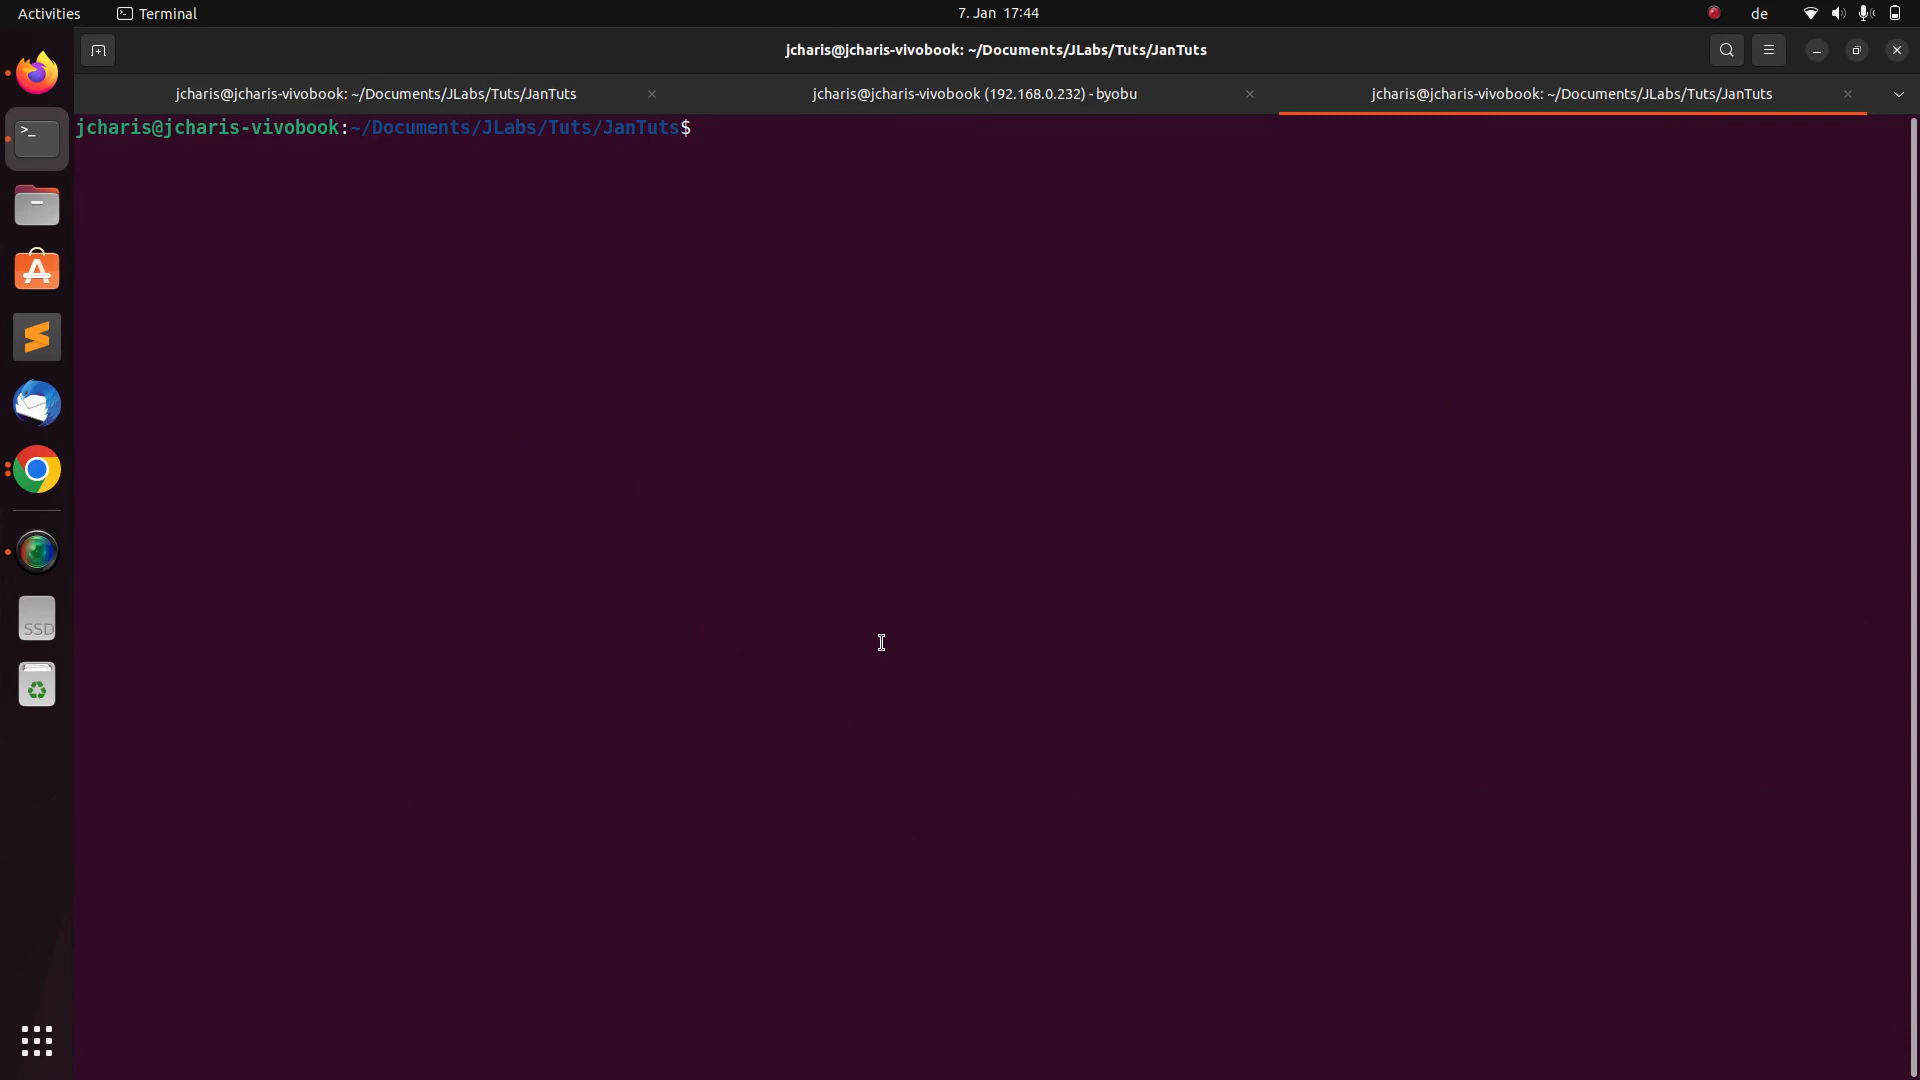 Activities
Terminal
7. Jan 17:44
de
jcharis@jcharis-vivobook: ~/Documents/JLabs/Tuts/JanTuts
jcharis@jcharis-vivobook: ~/Documents/JLabs/Tuts/JanTuts
jcharis@jcharis-vivobook (192.168.0.232) - byobu
jcharis@jcharis-vivobook: ~/Documents/JLabs/Tuts/JanTuts
jcharis@jcharis-vivobook:~/Documents/JLabs/Tuts/JanTuts$
SSD